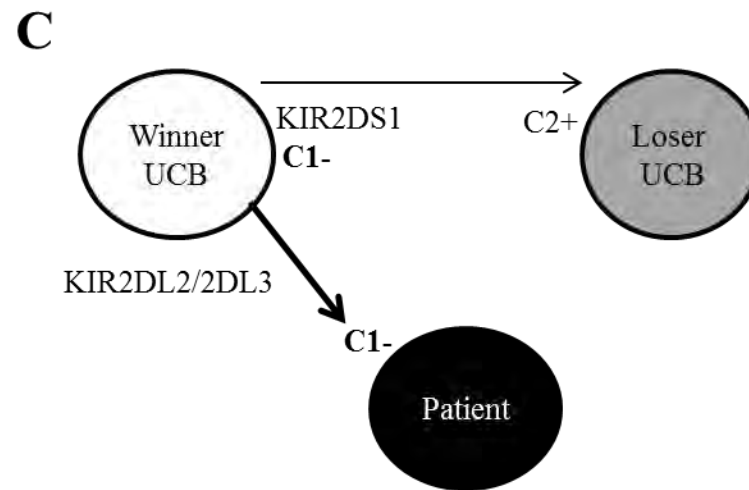 C
Winner
UCB
KIR2DS1
C1-
C2+
Loser
UCB
KIR2DL2/2DL3
C1-
Patient